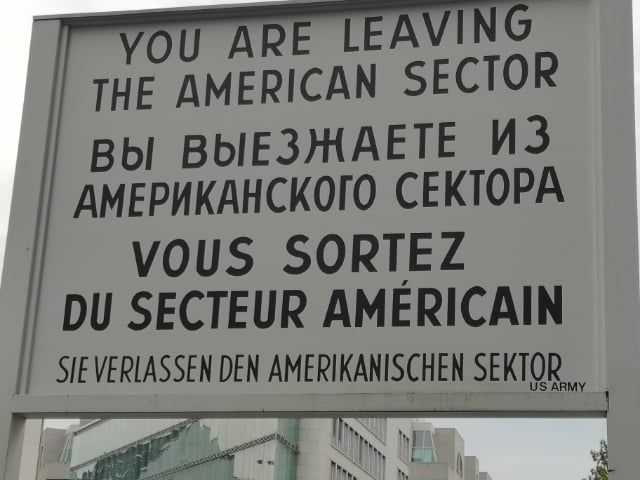 YOU ARE LEAVING
THE AMERICAN SECTOR
ВЫ ВЫЕЗЖАЕТЕ ИЗ
АМЕРИКАНСКОГО СЕКТОРА
VOUS SORTEZ
DU SECTEUR AMÉRICAIN
SIE VERLASSEN DEN AMERIKANISCHEN SEKTOR
US ARMY